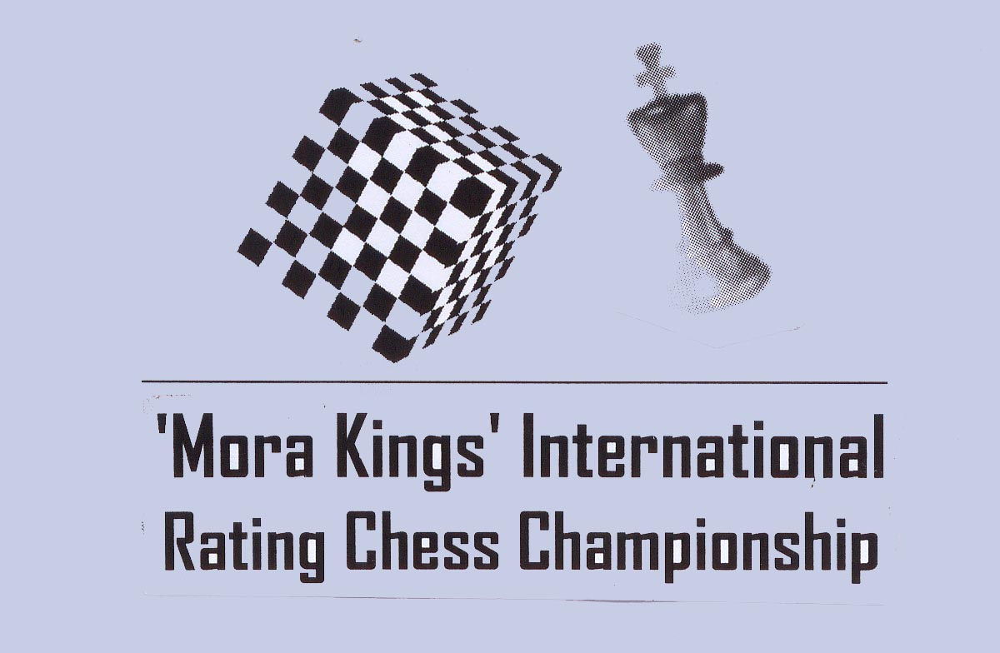 'Mora Kings' International
Rating Chess Championship